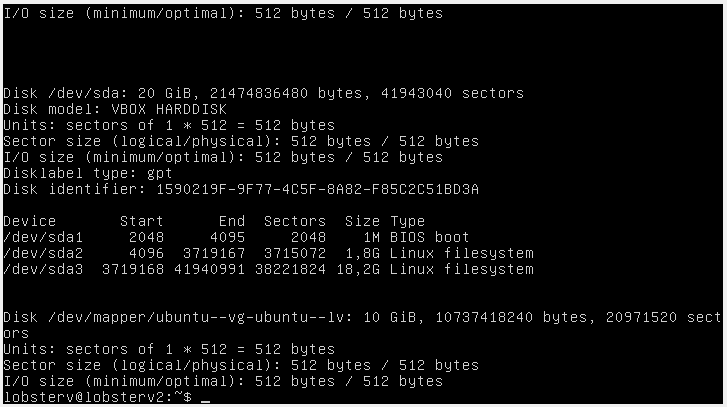 I/O size (minimum/optimal): 512 bytes / 512 bytes
Disk /dev/sda: 20 GiB, 21474836480 bytes, 41943040 sectors
Disk model: VBOX HARDDISK
Units: sectors of 1 * 512 = 512 bytes
Sector size (logical/physical): 512 bytes / 512 bytes
I/O size (minimum/optimal): 512 bytes / 512 bytes
Disklabel type: gpt
Disk identifier: 1590219F-9F77-4C5F-8A82-F85C2C51BD3A
Device       Start      End  Sectors  Size Type
/dev/sda1     2048     4095     2048    1M BIOS boot
/dev/sda2     4096  3719167  3715072  1,8G Linux filesystem
/dev/sda3  3719168 41940991 38221824 18,2G Linux filesystem
Disk /dev/mapper/ubuntu--vg-ubuntu--lv: 10 GiB, 10737418240 bytes, 20971520 sect
ors
Units: sectors of 1 * 512 = 512 bytes
Sector size (logical/physical): 512 bytes / 512 bytes
I/O size (minimum/optimal): 512 bytes / 512 bytes
lobsterv@lobsterv2:~$ _